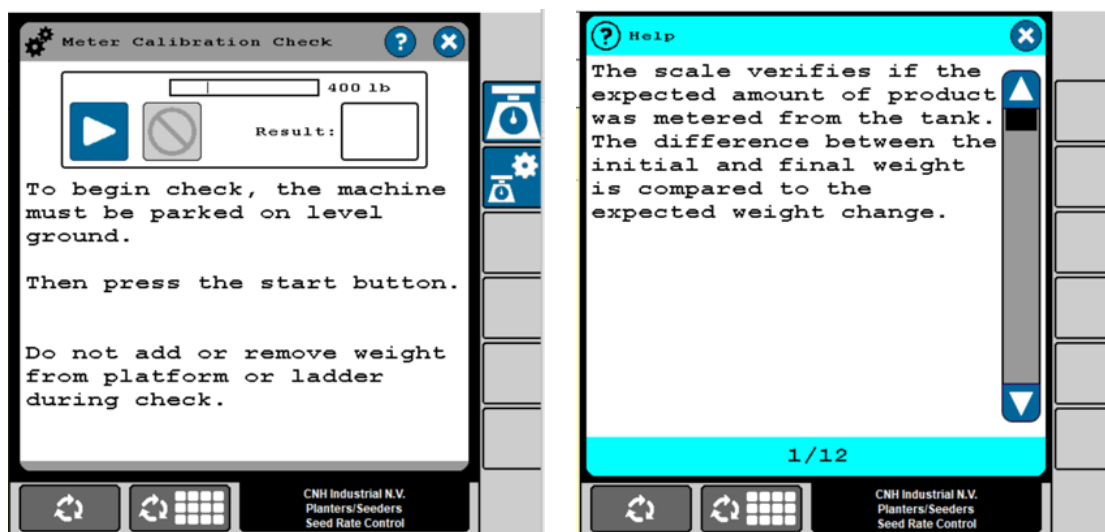 Meter Calibration Check
?
400 lb
Result:
To begin check, the machine
must be parked on level
ground.
Then press the start button.
Do not add or remove weight
from platform or ladder
during check.
CNH Industrial N.V.
Planters/Seeders
Seed Rate Control
? Help
The scale verifies if the
expected amount of product
was metered from the tank.
The difference between the
initial and final weight
is compared to the
expected weight change.
1/12
CNH Industrial N.V.
Planters/Seeders
Seed Rate Control